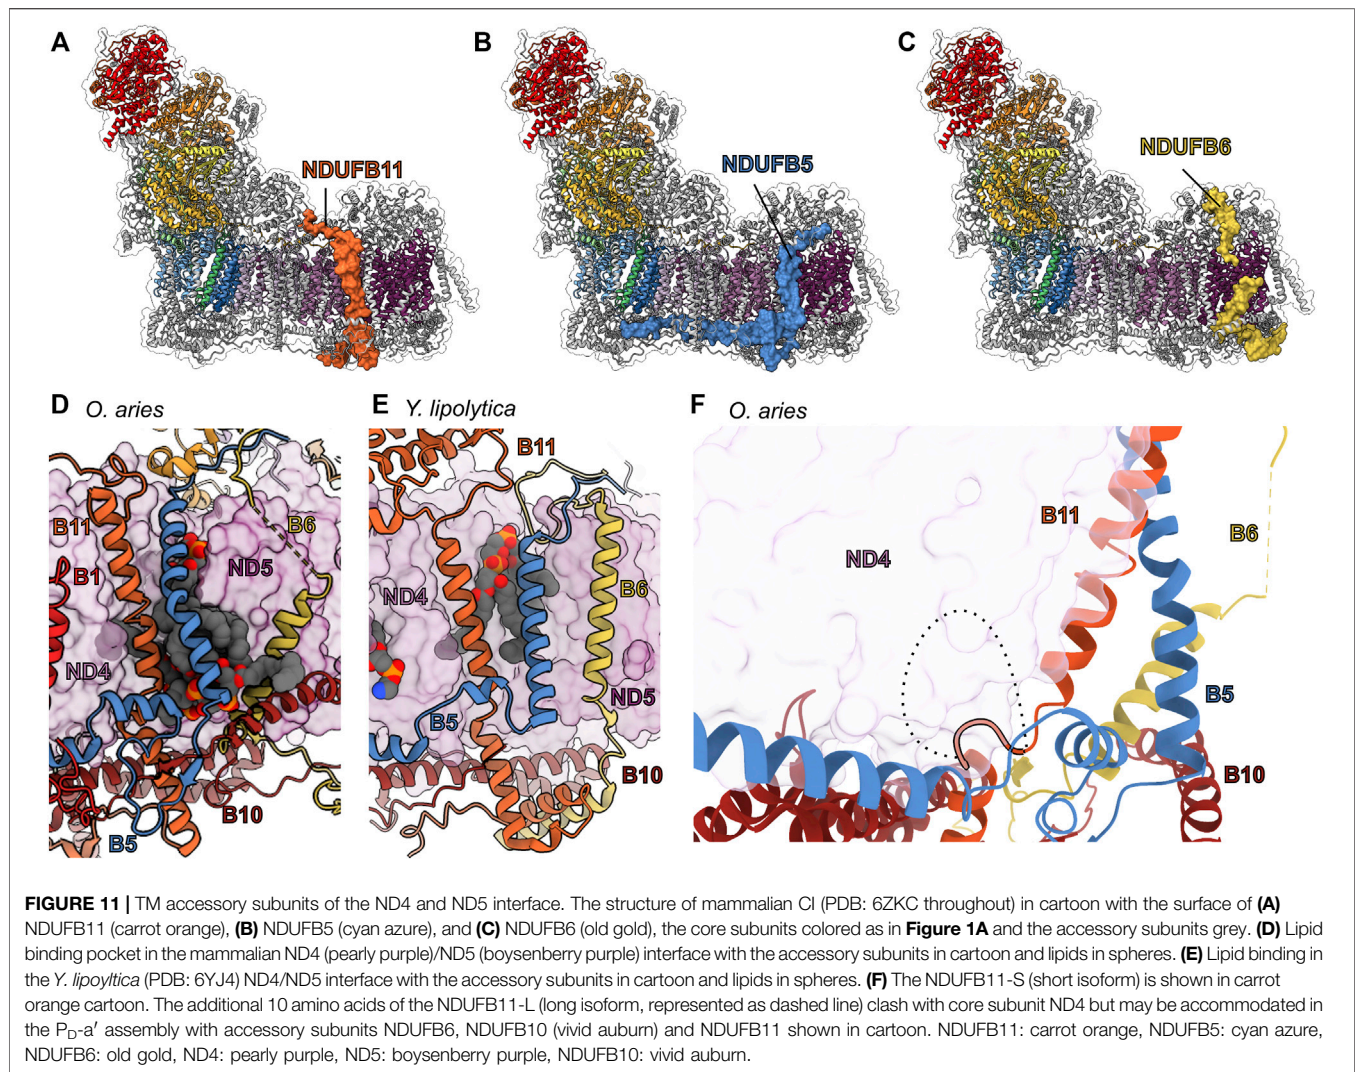 A
B
C
NDUFB11
NDUFB5
NDUFB6
D O. aries
E Y. lipolytica
F O. aries
B11
B6
B1
ND5
ND4
B10
B5
B11
ND4
B6
B5
ND5
B10
B11
B6
ND4
B5
B10
FIGURE 11 | TM accessory subunits of the ND4 and ND5 interface. The structure of mammalian CI (PDB: 6ZKC throughout) in cartoon with the surface of (A)
NDUFB11 (carrot orange), (B) NDUFB5 (cyan azure), and (C) NDUFB6 (old gold), the core subunits colored as in Figure 1A and the accessory subunits grey. (D) Lipid
binding pocket in the mammalian ND4 (pearly purple)/ND5 (boysenberry purple) interface with the accessory subunits in cartoon and lipids in spheres. (E) Lipid binding in
the Y. lipoyltica (PDB: 6YJ4) ND4/ND5 interface with the accessory subunits in cartoon and lipids in spheres. (F) The NDUFB11-S (short isoform) is shown in carrot
orange cartoon. The additional 10 amino acids of the NDUFB11-L (long isoform, represented as dashed line) clash with core subunit ND4 but may be accommodated in
the PD-a′ assembly with accessory subunits NDUFB6, NDUFB10 (vivid auburn) and NDUFB11 shown in cartoon. NDUFB11: carrot orange, NDUFB5: cyan azure,
NDUFB6: old gold, ND4: pearly purple, ND5: boysenberry purple, NDUFB10: vivid auburn.